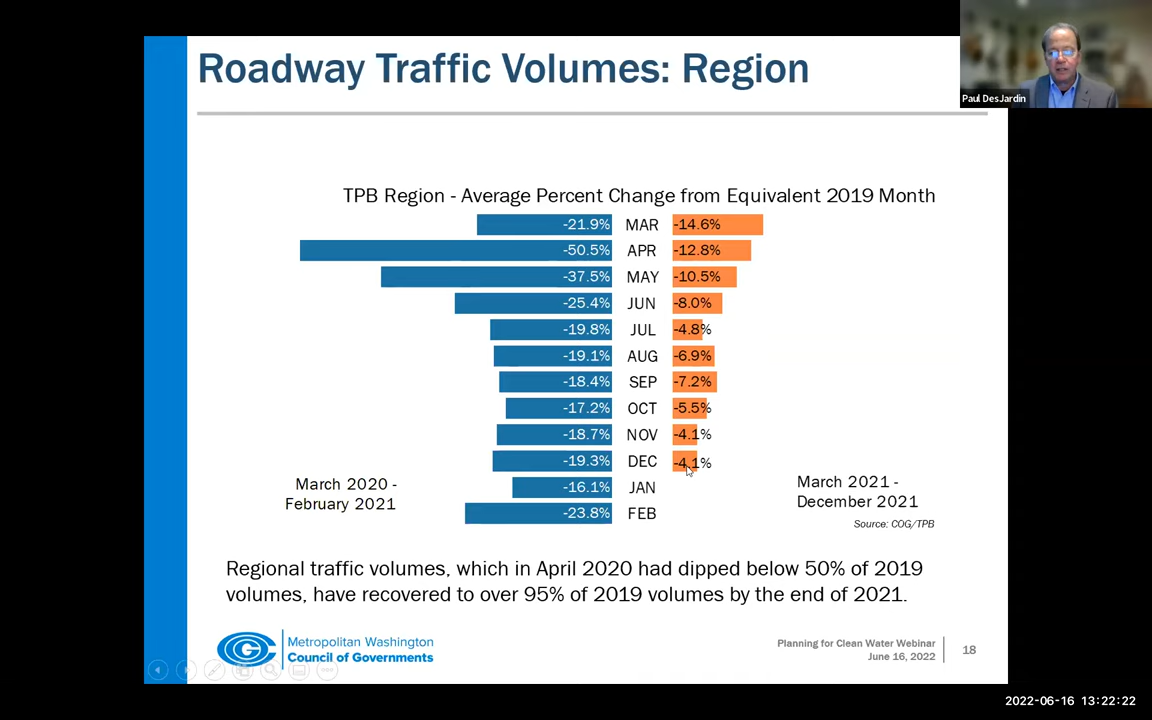 Roadway Traffic Volumes: Region
Paul DesJardin
TPB Region - Average Percent Change from Equivalent 2019 Month
-21.9% MAR -14.6%
-50.5% APR -12.8%
-37.5% MAY -10.5%
-25.4% JUN -8.0%
-19.8% JUL -4.8%
-19.1% AUG -6.9%
-18.4% SEP -7.2%
-17.2% OCT -5.5%
-18.7% NOV -4.1%
-19.3% DEC -4.1%
-16.1% JAN
-23.8% FEB
March 2020 -
February 2021
March 2021 -
December 2021
Source: COG/TPB
Regional traffic volumes, which in April 2020 had dipped below 50% of 2019
volumes, have recovered to over 95% of 2019 volumes by the end of 2021.
Metropolitan Washington
Council of Governments
Planning for Clean Water Webinar
June 16, 2022
18
2022-06-16 13:22:22